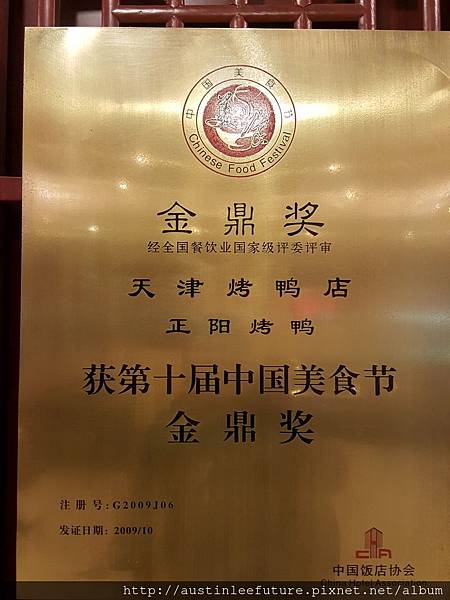 中国美食节
Chinese Food Festival
金鼎奖
经全国餐饮业国家级评委评审
天津烤鸭店
正阳烤鸭
获第十届中国美食节
金鼎奖
注册号:G2009J06
发证日期: 2009/10
中国饭店协会
China Hotel Association
http://austinleefuture.pixnet.net/album